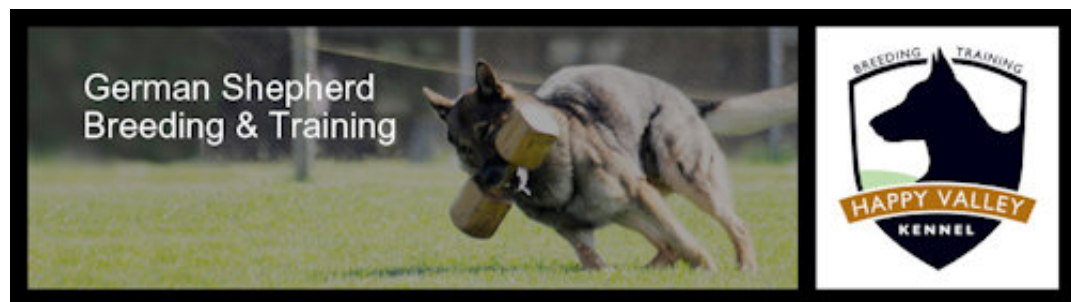 German Shepherd
Breeding & Training
BREEDING TRAINING
HAPPY VALLEY
KENNEL